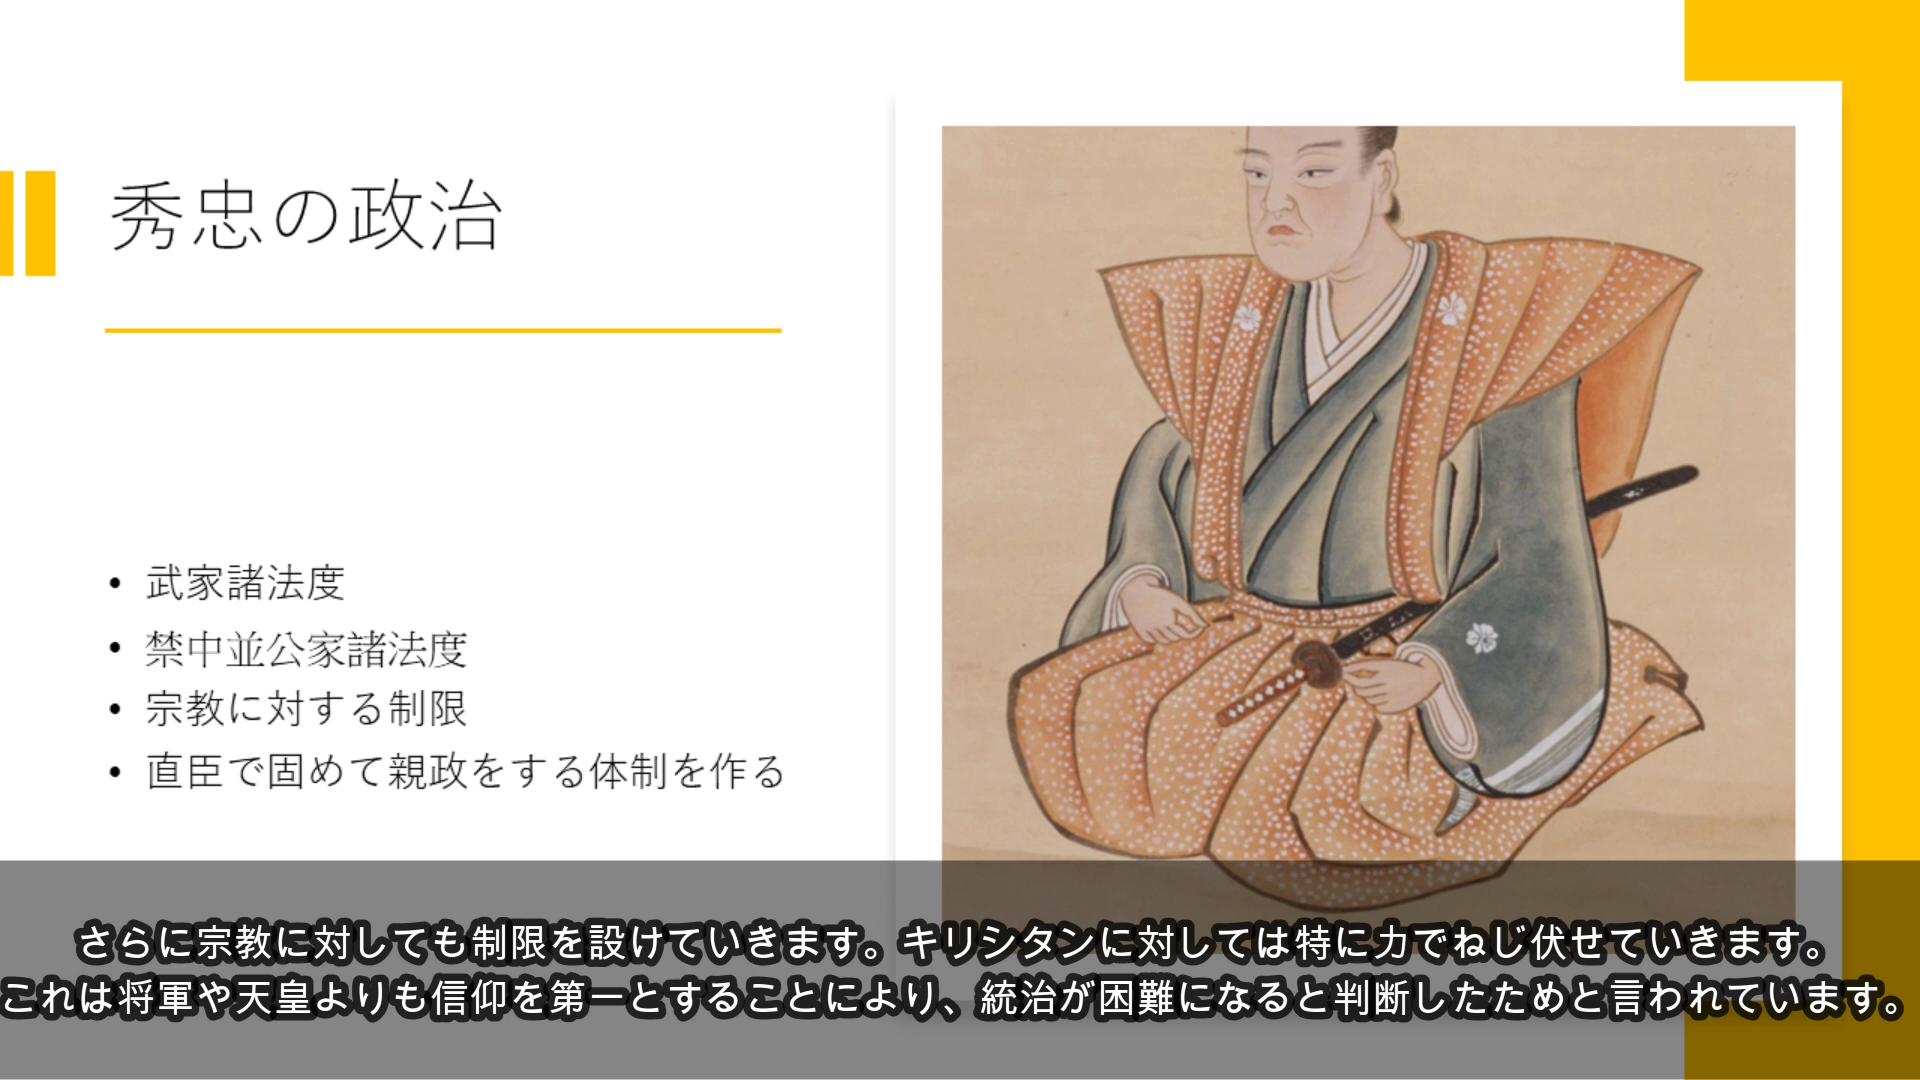 秀忠の政治
• 武家諸法度
• 禁中並公家諸法度
• 宗教に対する制限
• 直臣で固めて親政をする体制を作る
さらに宗教に対しても制限を設けていきます。キリシタンに対しては特に力でねじ伏せていきます。
これは将軍や天皇よりも信仰を第一とすることにより、統治が困難になると判断したためと言われています。